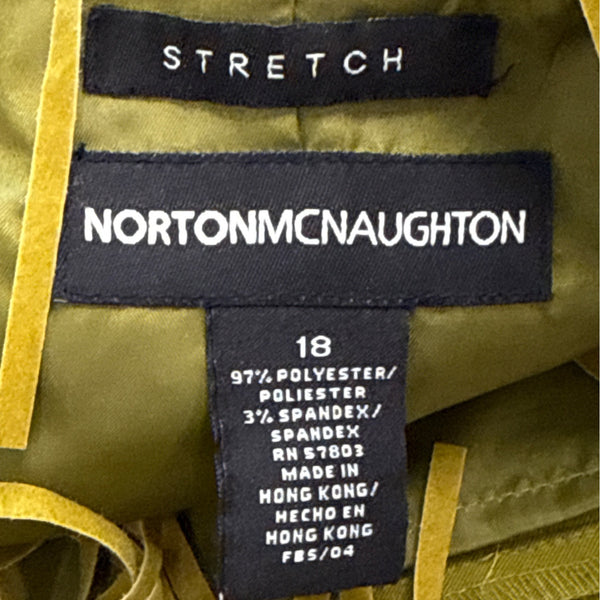 STRETCH
NORTONMCNAUGHTON
18
97% POLYESTER/
POLIESTER
3% SPANDEX/
SPANDEX
RN 57803
MADE IN
HONG KONG/
HECHO EN
HONG KONG
FBS/04